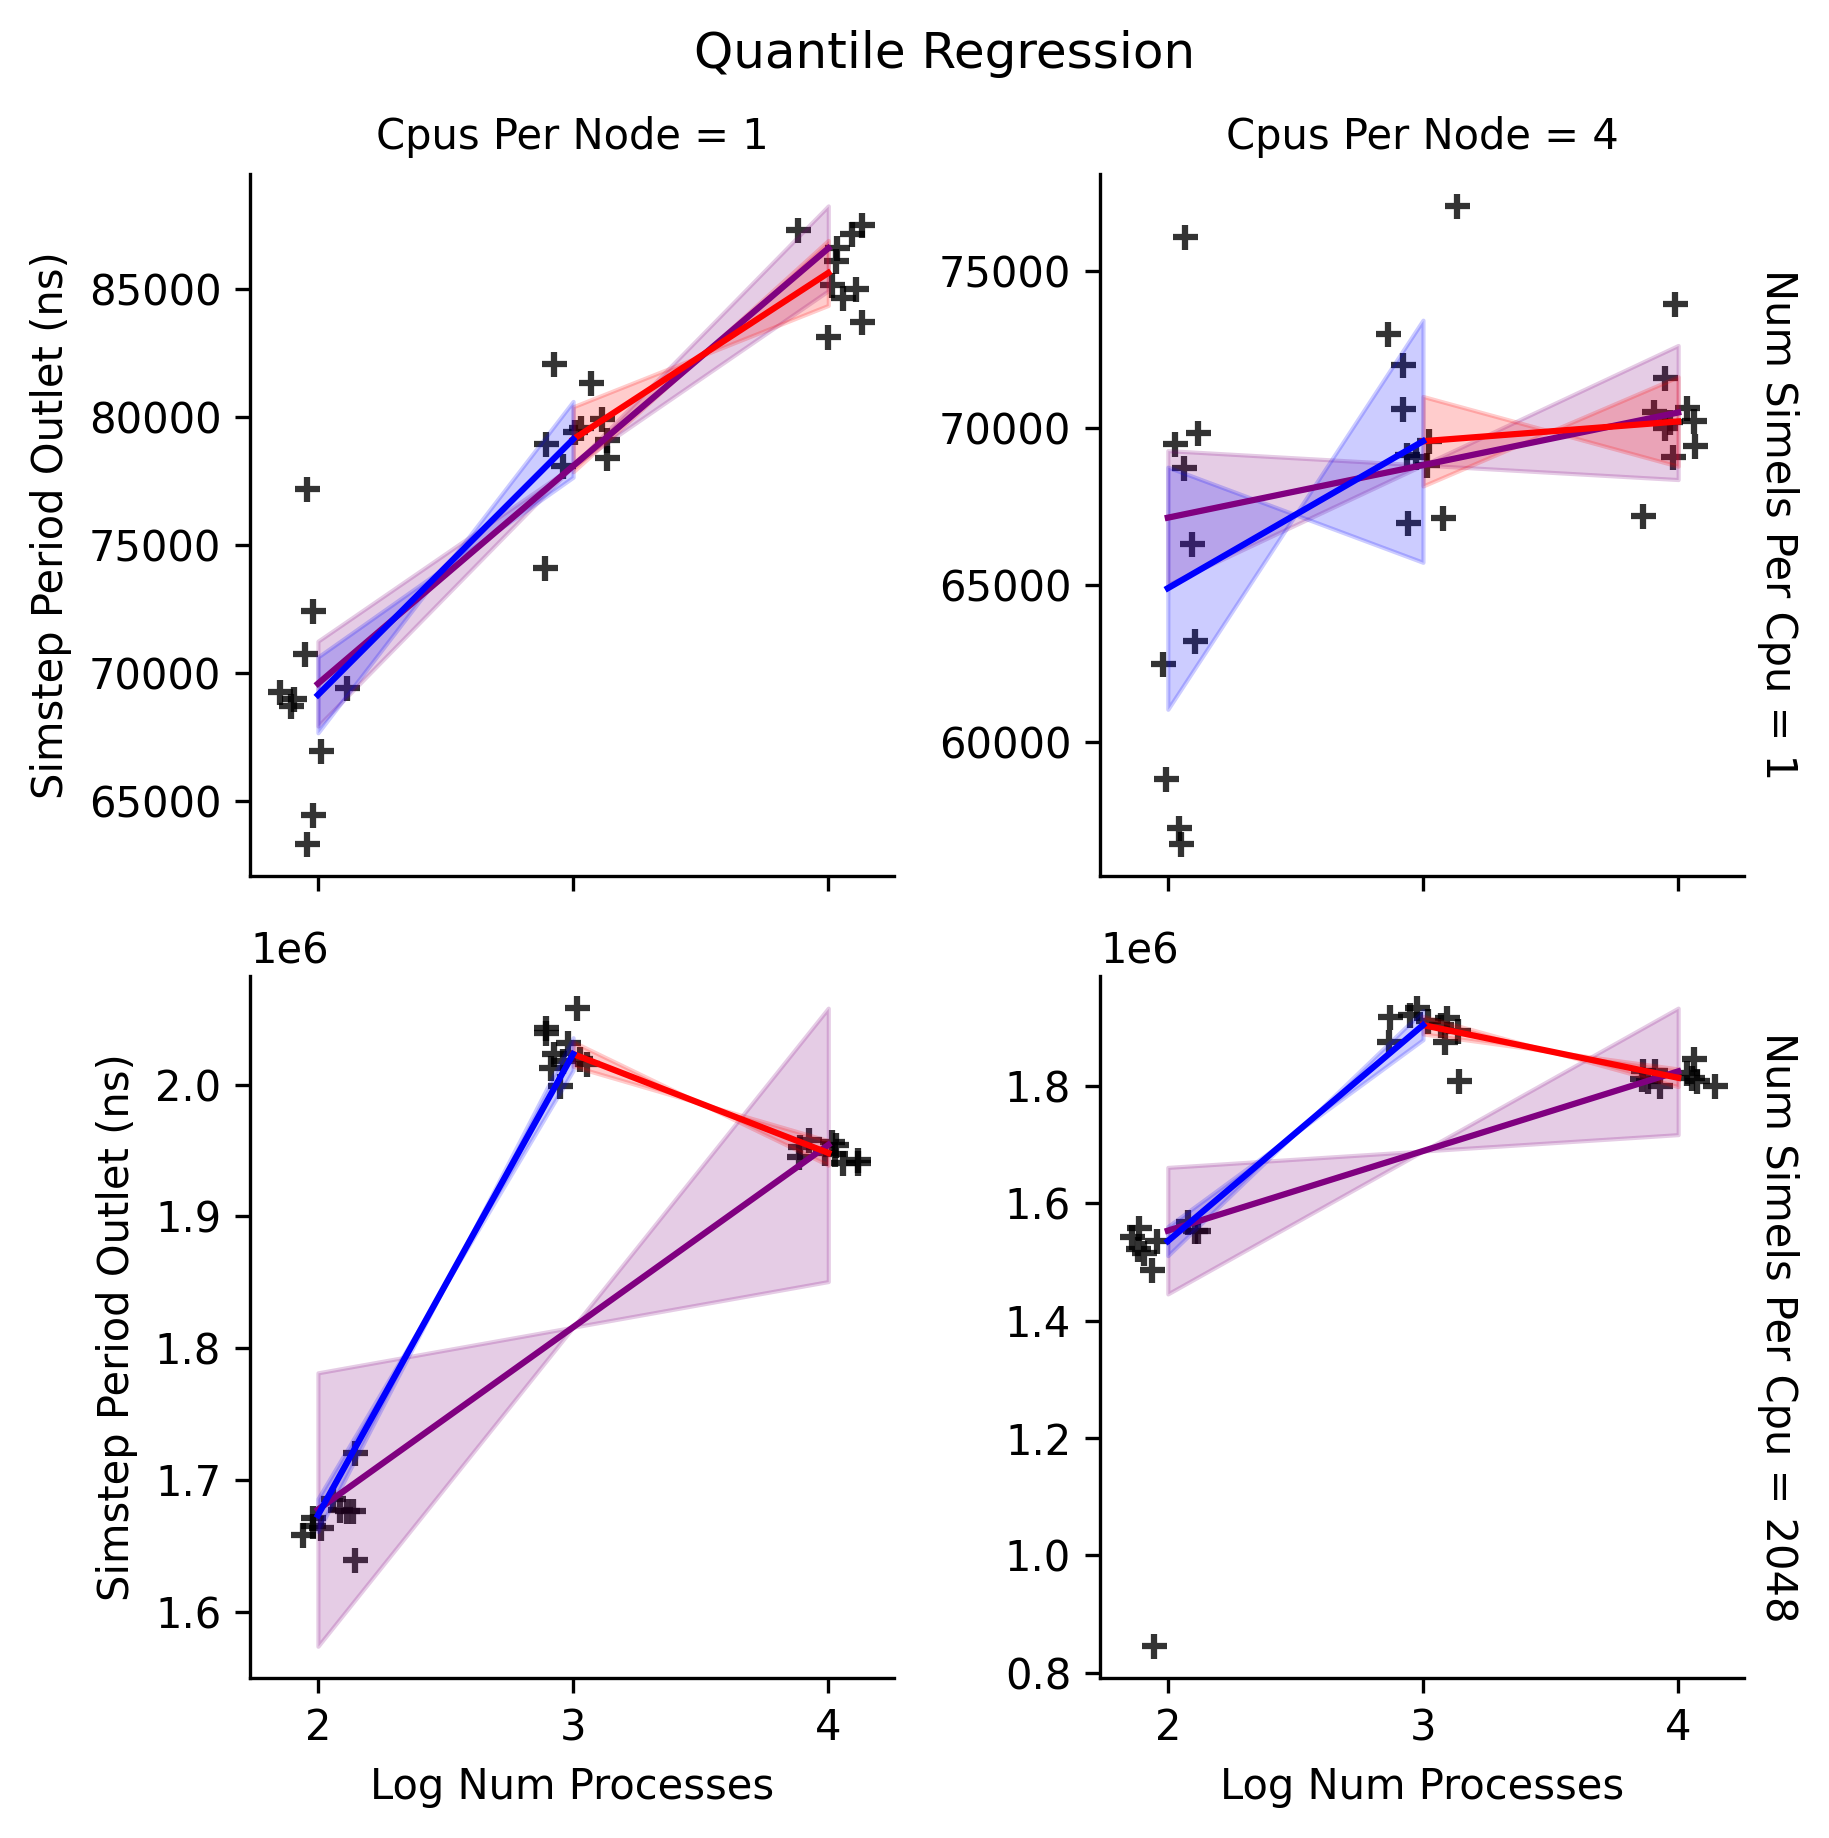 Quantile Regression
Cpus Per Node = 1
Cpus Per Node = 4
Simstep Period Outlet (ns)
85000
80000
75000
70000
65000
75000
70000
65000
60000
Num Simels Per Cpu = 1
1e6
Simstep Period Outlet (ns)
2.0
1.9
1.8
1.7
1.6
2
3
4
Log Num Processes
1e6
1.8
1.6
1.4
1.2
1.0
0.8
2
3
4
Log Num Processes
Num Simels Per Cpu = 2048